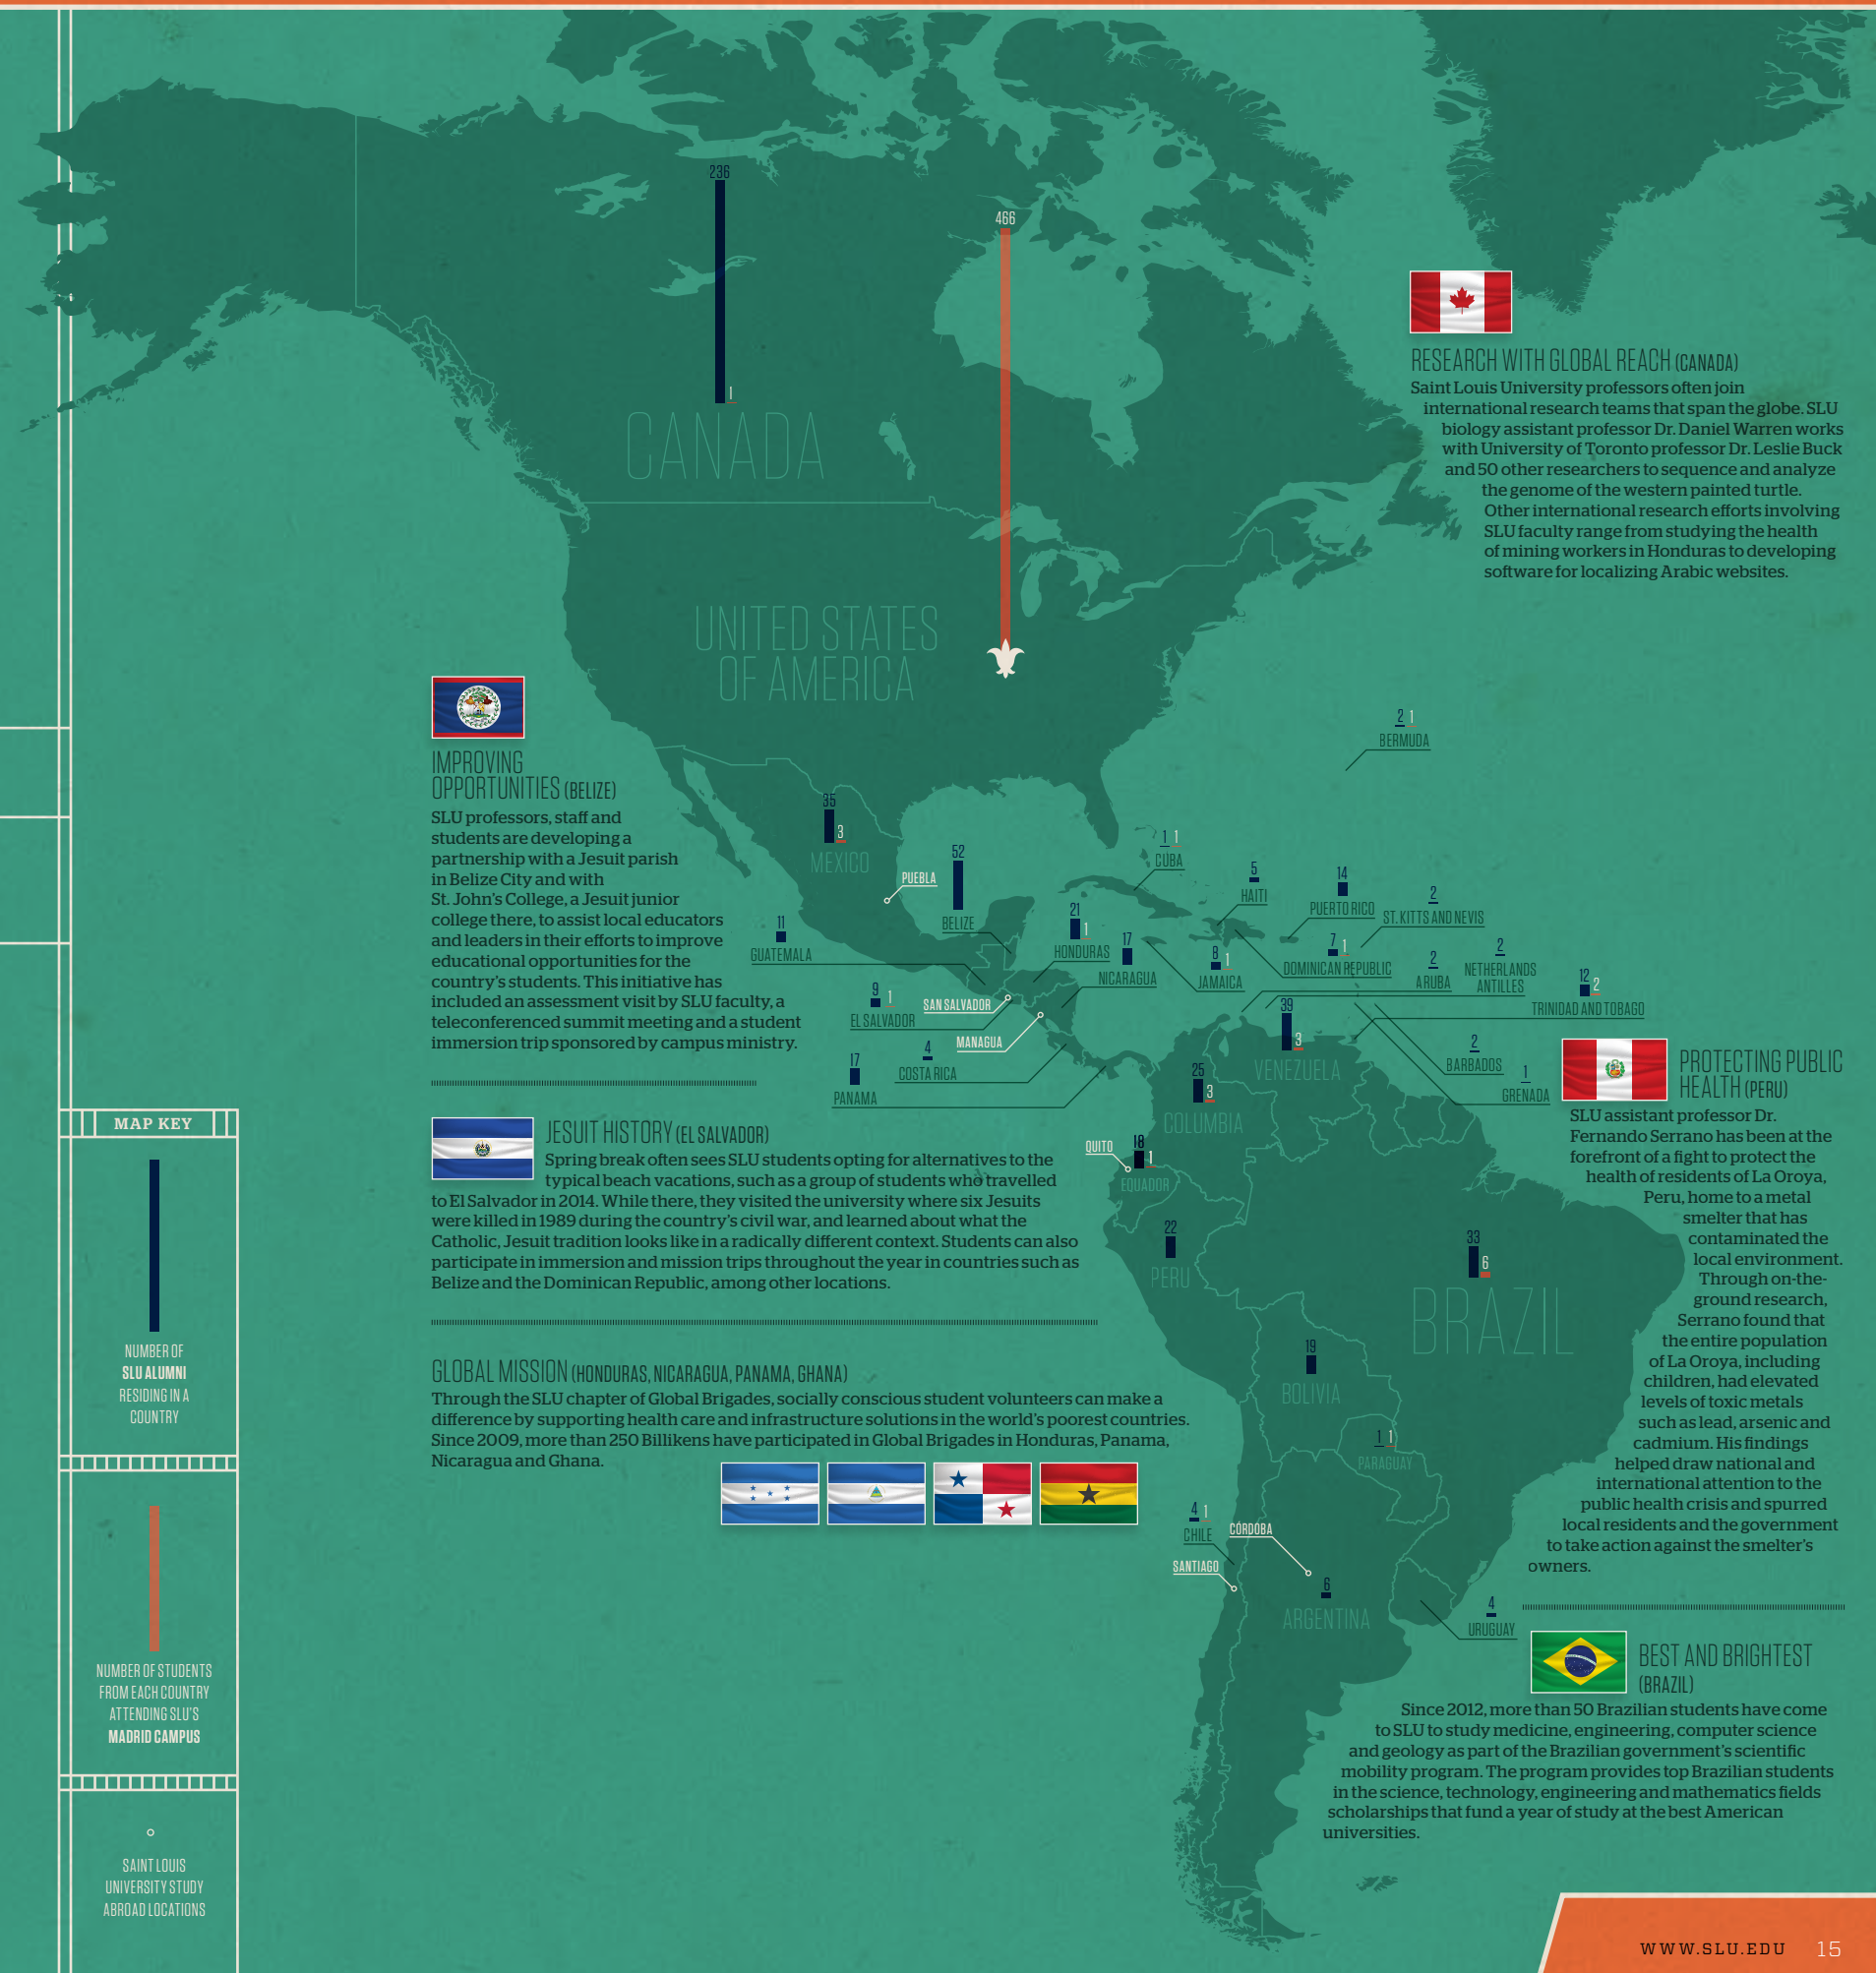 236
1
CANADA
466
UNITED STATES
OF AMERICA
RESEARCH WITH GLOBAL REACH (CANADA)
Saint Louis University professors often join
international research teams that span the globe. SLU
biology assistant professor Dr. Daniel Warren works
with University of Toronto professor Dr. Leslie Buck
and 50 other researchers to sequence and analyze
the genome of the western painted turtle.
Other international research efforts involving
SLU faculty range from studying the health
of mining workers in Honduras to developing
software for localizing Arabic websites.
IMPROVING
OPPORTUNITIES (BELIZE)
SLU professors, staff and
students are developing a
partnership with a Jesuit parish
in Belize City and with
St. John's College, a Jesuit junior
college there, to assist local educators
and leaders in their efforts to improve
educational opportunities for the
country's students. This initiative has
included an assessment visit by SLU faculty, a
teleconferenced summit meeting and a student
immersion trip sponsored by campus ministry.
2 1
BERMUDA
35
3
MEXICO
PUEBLA
52
BELIZE
1 1
CUBA
5
HAITI
14
PUERTO RICO
2
ST. KITTS AND NEVIS
11
GUATEMALA
21
1
HONDURAS
17
NICARAGUA
8
1
JAMAICA
7 1
DOMINICAN REPUBLIC
2
ARUBA
2
NETHERLANDS
ANTILLES
12
2
TRINIDAD AND TOBAGO
9
1
EL SALVADOR
SAN SALVADOR
MANAGUA
4
COSTA RICA
17
PANAMA
39
3
VENEZUELA
2
BARBADOS
1
GRENADA
25
3
COLUMBIA
QUITO
18
1
EQUADOR
22
PERU
33
6
BRAZIL
19
BOLIVIA
1 1
PARAGUAY
4 1
CHILE
CÓRDOBA
SANTIAGO
6
ARGENTINA
4
URUGUAY
JESUIT HISTORY (EL SALVADOR)
Spring break often sees SLU students opting for alternatives to the
typical beach vacations, such as a group of students who travelled
to El Salvador in 2014. While there, they visited the university where six Jesuits
were killed in 1989 during the country's civil war, and learned about what the
Catholic, Jesuit tradition looks like in a radically different context. Students can also
participate in immersion and mission trips throughout the year in countries such as
Belize and the Dominican Republic, among other locations.
GLOBAL MISSION (HONDURAS, NICARAGUA, PANAMA, GHANA)
Through the SLU chapter of Global Brigades, socially conscious student volunteers can make a
difference by supporting health care and infrastructure solutions in the world's poorest countries.
Since 2009, more than 250 Billikens have participated in Global Brigades in Honduras, Panama,
Nicaragua and Ghana.
PROTECTING PUBLIC
HEALTH (PERU)
SLU assistant professor Dr.
Fernando Serrano has been at the
forefront of a fight to protect the
health of residents of La Oroya,
Peru, home to a metal
smelter that has
contaminated the
local environment.
Through on-the-
ground research,
Serrano found that
the entire population
of La Oroya, including
children, had elevated
levels of toxic metals
such as lead, arsenic and
cadmium. His findings
helped draw national and
international attention to the
public health crisis and spurred
local residents and the government
to take action against the smelter's
owners.
BEST AND BRIGHTEST
(BRAZIL)
Since 2012, more than 50 Brazilian students have come
to SLU to study medicine, engineering, computer science
and geology as part of the Brazilian government's scientific
mobility program. The program provides top Brazilian students
in the science, technology, engineering and mathematics fields
scholarships that fund a year of study at the best American
universities.
MAP KEY
NUMBER OF
SLU ALUMNI
RESIDING IN A
COUNTRY
NUMBER OF STUDENTS
FROM EACH COUNTRY
ATTENDING SLU'S
MADRID CAMPUS
SAINT LOUIS
UNIVERSITY STUDY
ABROAD LOCATIONS
WWW.SLU.EDU 15